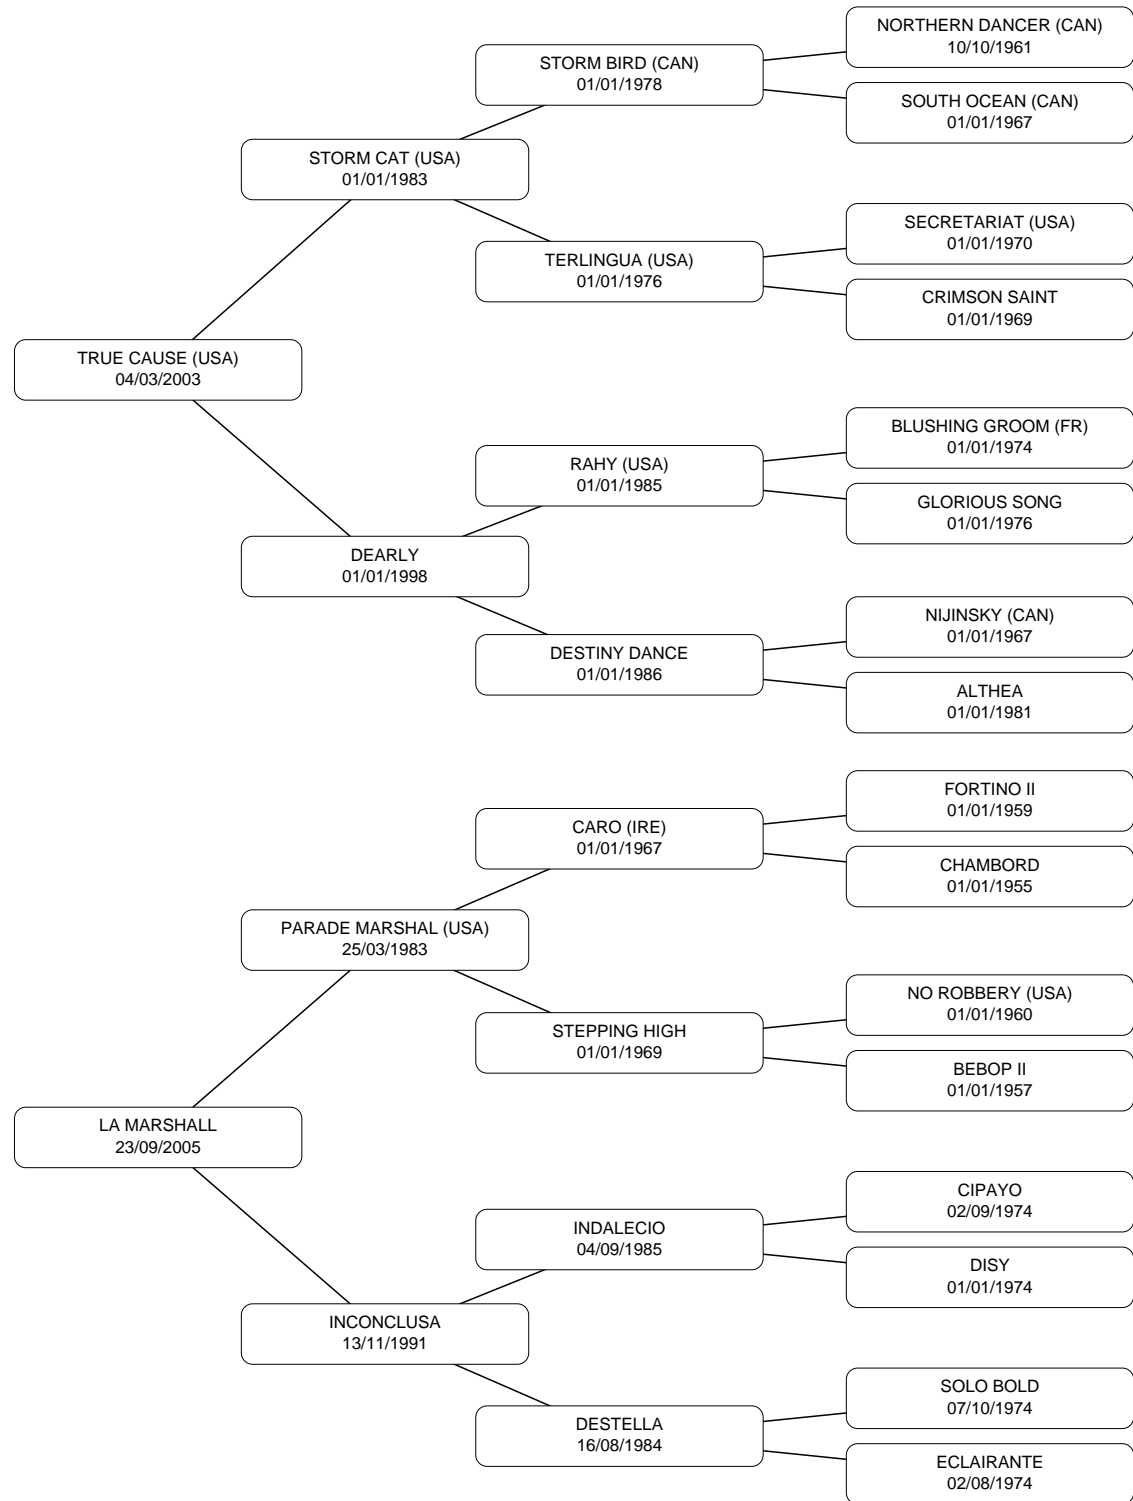 NORTHERN DANCER (CAN)
10/10/1961
STORM BIRD (CAN)
01/01/1978
SOUTH OCEAN (CAN)
01/01/1967
STORM CAT (USA)
01/01/1983
SECRETARIAT (USA)
01/01/1970
TERLINGUA (USA)
01/01/1976
CRIMSON SAINT
01/01/1969
TRUE CAUSE (USA)
04/03/2003
BLUSHING GROOM (FR)
01/01/1974
RAHY (USA)
01/01/1985
GLORIOUS SONG
01/01/1976
DEARLY
01/01/1998
NIJINSKY (CAN)
01/01/1967
DESTINY DANCE
01/01/1986
ALTHEA
01/01/1981
FORTINO II
01/01/1959
CARO (IRE)
01/01/1967
CHAMBORD
01/01/1955
PARADE MARSHAL (USA)
25/03/1983
NO ROBBERY (USA)
01/01/1960
STEPPING HIGH
01/01/1969
BEBOP II
01/01/1957
LA MARSHALL
23/09/2005
CIPAYO
02/09/1974
INDALECIO
04/09/1985
DISY
01/01/1974
INCONCLUSA
13/11/1991
SOLO BOLD
07/10/1974
DESTELLA
16/08/1984
ECLAIRANTE
02/08/1974